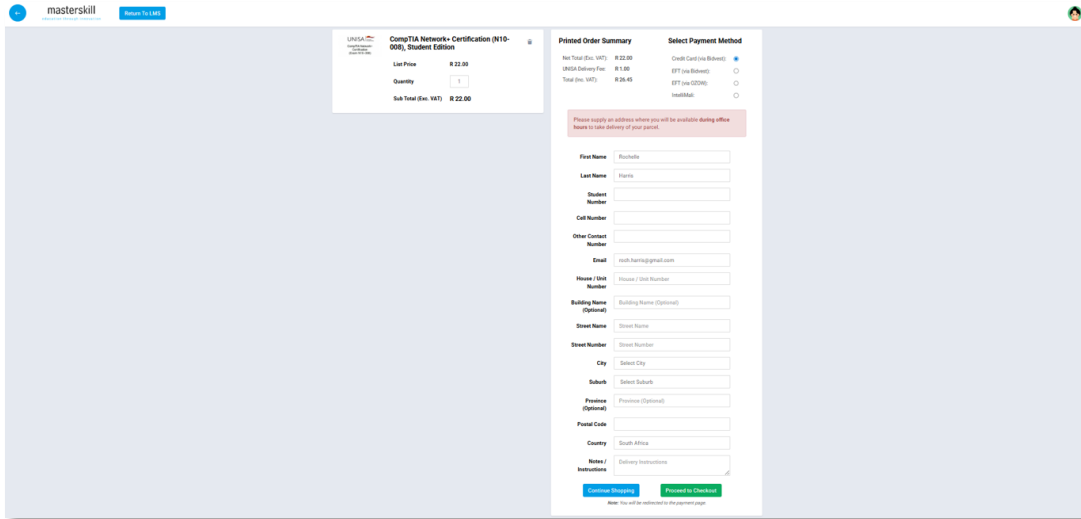 masterskill
Return To LMS
UNISA
CompTIA Network+ Certification (N10-008), Student Edition
List Price R 22.00
Quantity 1
Sub Total (Exc. VAT) R 22.00
Printed Order Summary
Net Total (Exc. VAT): R 22.00
UNISA Delivery Fee: R 1.00
Total (Inc. VAT): R 26.45
Select Payment Method
Credit Card (via Bidvest):
EFT (via Bidvest):
EFT (via OZOW):
IntelliMail:
Please supply an address where you will be available during office
hours to take delivery of your parcel.
First Name Rochelle
Last Name Harris
Student
Number
Cell Number
Other Contact
Number
Email roch.harris@gmail.com
House / Unit
Number House / Unit Number
Building Name
(Optional) Building Name (Optional)
Street Name Street Name
Street Number Street Number
City Select City
Suburb Select Suburb
Province
(Optional) Province (Optional)
Postal Code
Country South Africa
Notes /
Instructions Delivery Instructions
Continue Shopping Proceed to Checkout
Note: You will be redirected to the payment page.